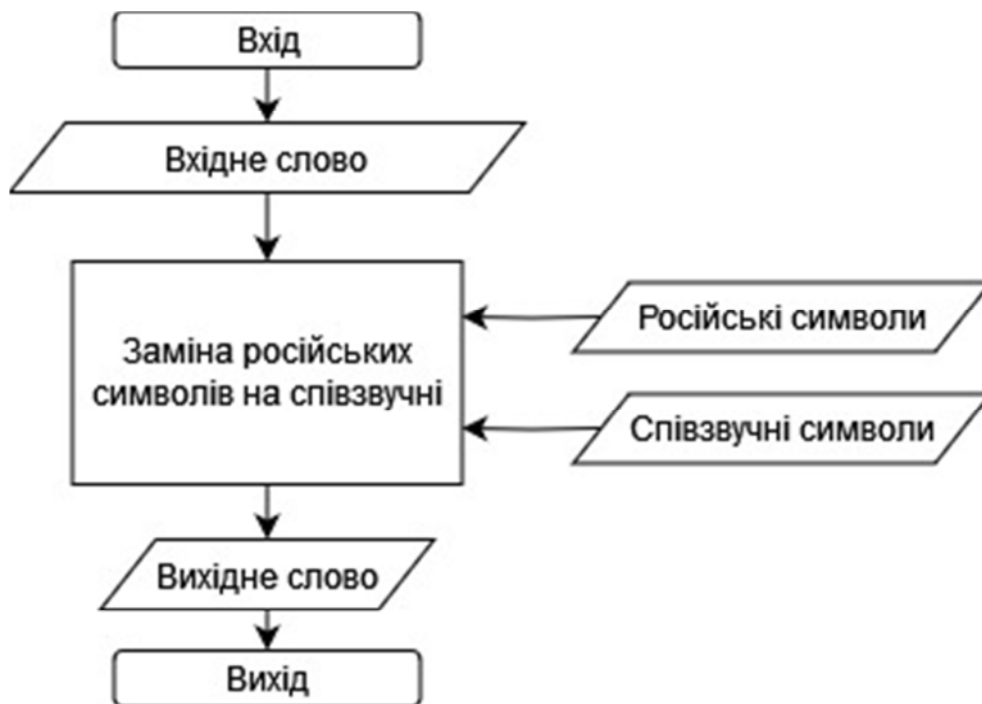 Вхід
Вхідне слово
Заміна російських
символів на співзвучні
Російські символи
Співзвучні символи
Вихідне слово
Вихід